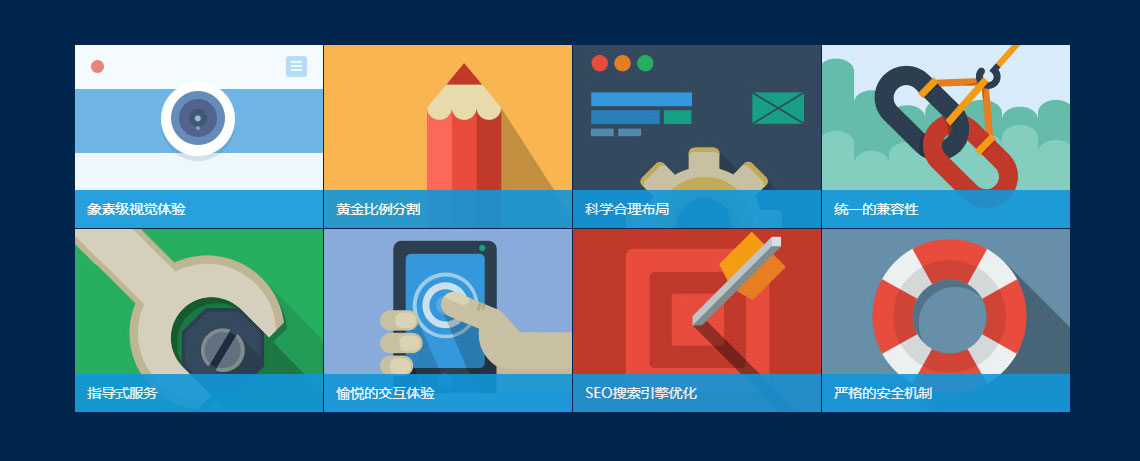 象素级视觉体验
黄金比例分割
科学合理布局
统一的兼容性
指导式服务
愉悦的交互体验
SEO搜索引擎优化
严格的安全机制